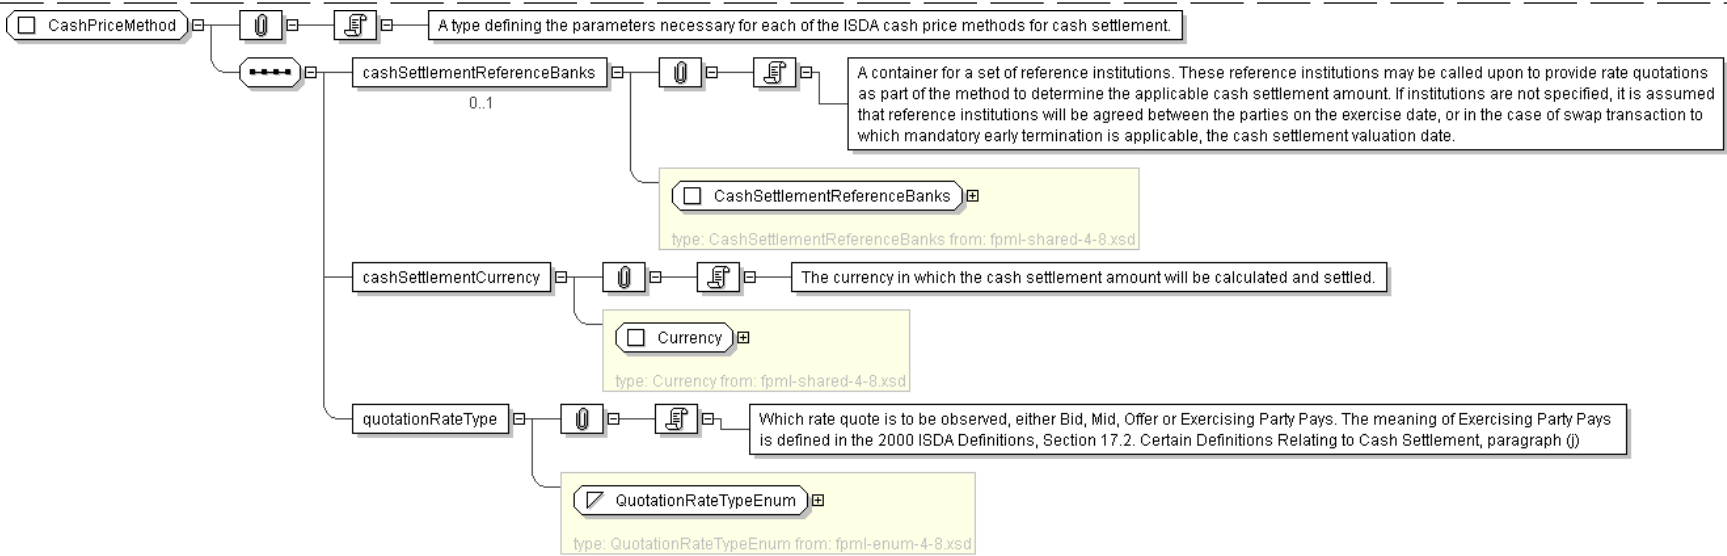 CashPriceMethod
A type defining the parameters necessary for each of the ISDA cash price methods for cash settlement.
cashSettlementReferenceBanks
0..1
A container for a set of reference institutions. These reference institutions may be called upon to provide rate quotations
as part of the method to determine the applicable cash settlement amount. If institutions are not specified, it is assumed
that reference institutions will be agreed between the parties on the exercise date, or in the case of swap transaction to
which mandatory early termination is applicable, the cash settlement valuation date.
CashSettlementReferenceBanks
type: CashSettlementReferenceBanks from: fpml-shared-4-8.xsd
cashSettlementCurrency
The currency in which the cash settlement amount will be calculated and settled.
Currency
type: Currency from: fpml-shared-4-8.xsd
quotationRateType
Which rate quote is to be observed, either Bid, Mid, Offer or Exercising Party Pays. The meaning of Exercising Party Pays
is defined in the 2000 ISDA Definitions, Section 17.2. Certain Definitions Relating to Cash Settlement, paragraph (j)
QuotationRateTypeEnum
type: QuotationRateTypeEnum from: fpml-enum-4-8.xsd